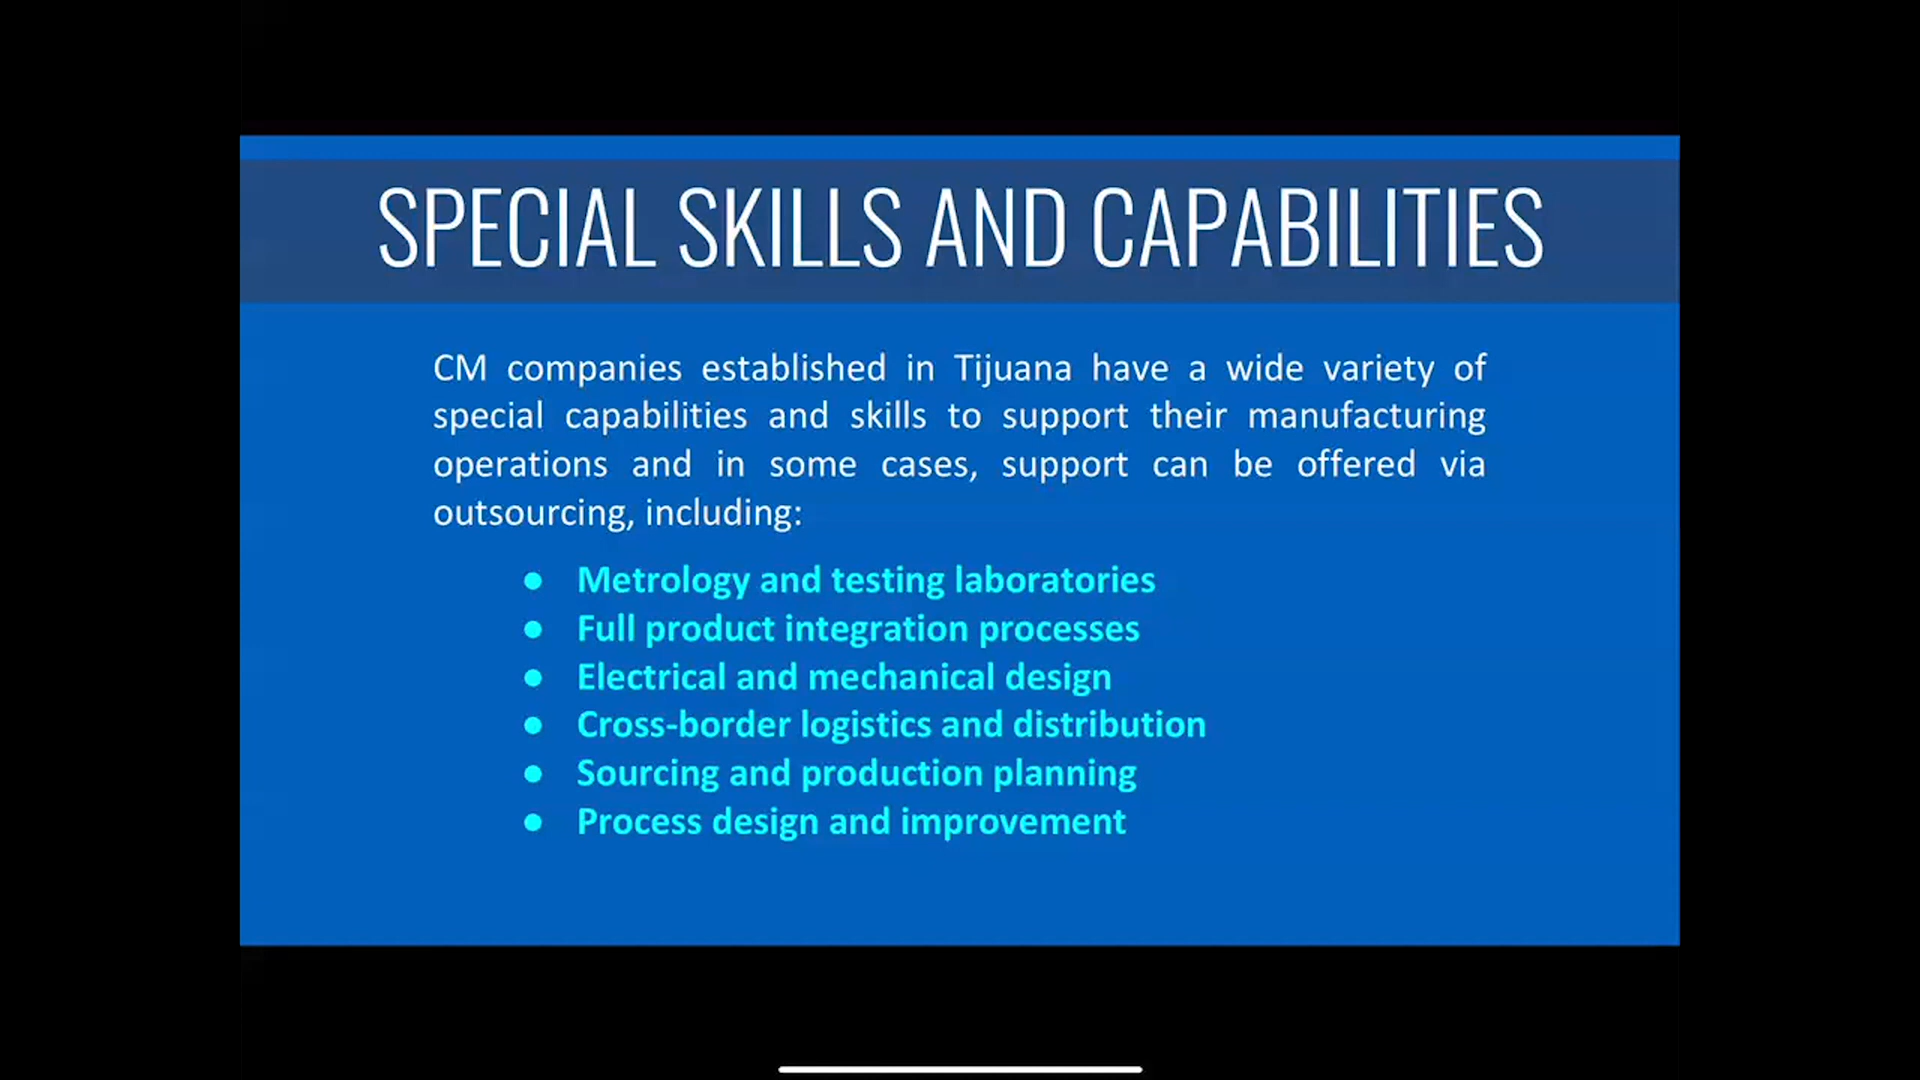 SPECIAL SKILLS AND CAPABILITIES
CM companies established in Tijuana have a wide variety of
special capabilities and skills to support their manufacturing
operations and in some cases, support can be offered via
outsourcing, including:
● Metrology and testing laboratories
● Full product integration processes
● Electrical and mechanical design
● Cross-border logistics and distribution
● Sourcing and production planning
● Process design and improvement